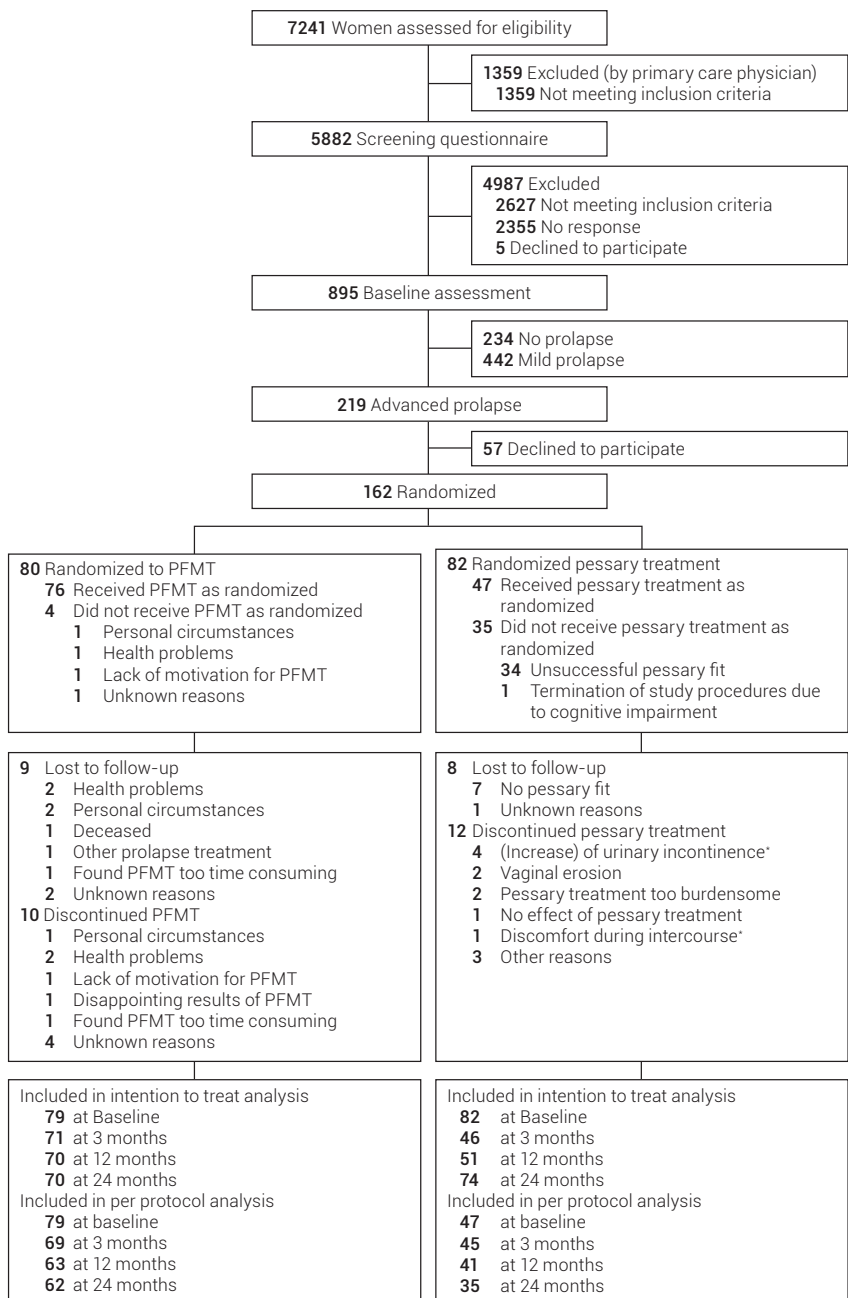 7241 Women assessed for eligibility
1359 Excluded (by primary care physician)
1359 Not meeting inclusion criteria
5882 Screening questionnaire
4987 Excluded
2627 Not meeting inclusion criteria
2355 No response
5 Declined to participate
895 Baseline assessment
234 No prolapse
442 Mild prolapse
219 Advanced prolapse
57 Declined to participate
162 Randomized
80 Randomized to PFMT
76 Received PFMT as randomized
4 Did not receive PFMT as randomized
1 Personal circumstances
1 Health problems
1 Lack of motivation for PFMT
1 Unknown reasons
82 Randomized pessary treatment
47 Received pessary treatment as
randomized
35 Did not receive pessary treatment as
randomized
34 Unsuccessful pessary fit
1 Termination of study procedures due
to cognitive impairment
9 Lost to follow-up
2 Health problems
2 Personal circumstances
1 Deceased
1 Other prolapse treatment
1 Found PFMT too time consuming
2 Unknown reasons
10 Discontinued PFMT
1 Personal circumstances
2 Health problems
1 Lack of motivation for PFMT
1 Disappointing results of PFMT
1 Found PFMT too time consuming
4 Unknown reasons
8 Lost to follow-up
7 No pessary fit
1 Unknown reasons
12 Discontinued pessary treatment
4 (Increase) of urinary incontinence*
2 Vaginal erosion
2 Pessary treatment too burdensome
1 No effect of pessary treatment
1 Discomfort during intercourse*
3 Other reasons
Included in intention to treat analysis
79 at Baseline
71 at 3 months
70 at 12 months
70 at 24 months
Included in per protocol analysis
79 at baseline
69 at 3 months
63 at 12 months
62 at 24 months
Included in intention to treat analysis
82 at Baseline
46 at 3 months
51 at 12 months
74 at 24 months
Included in per protocol analysis
47 at baseline
45 at 3 months
41 at 12 months
35 at 24 months